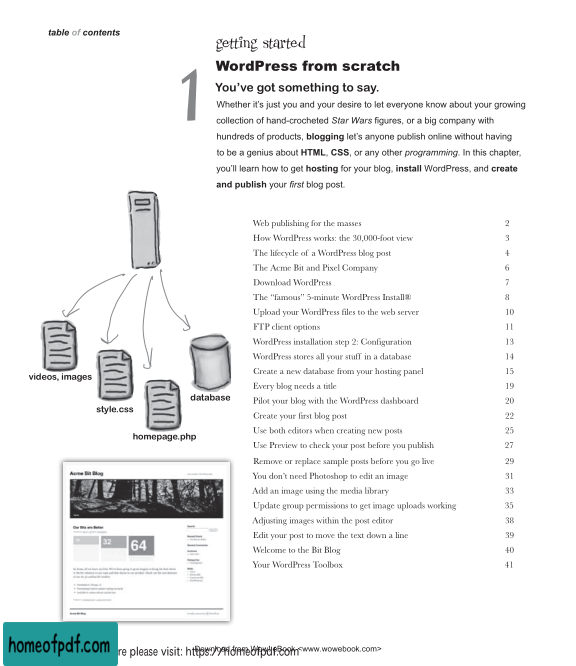 table of contents
getting started
1
WordPress from scratch
You've got something to say.
Whether it's just you and your desire to let everyone know about your growing
collection of hand-crocheted Star Wars figures, or a big company with
hundreds of products, blogging let's anyone publish online without having
to be a genius about HTML, CSS, or any other programming. In this chapter,
you'll learn how to get hosting for your blog, install WordPress, and create
and publish your first blog post.
Web publishing for the masses 2
How WordPress works: the 30,000-foot view 3
The lifecycle of a WordPress blog post 4
The Acme Bit and Pixel Company 6
Download WordPress 7
The "famous" 5-minute WordPress Install® 8
Upload your WordPress files to the web server 10
FTP client options 11
WordPress installation step 2: Configuration 13
WordPress stores all your stuff in a database 14
Create a new database from your hosting panel 15
Every blog needs a title 19
Pilot your blog with the WordPress dashboard 20
Create your first blog post 22
Use both editors when creating new posts 25
Use Preview to check your post before you publish 27
Remove or replace sample posts before you go live 29
You don't need Photoshop to edit an image 31
Add an image using the media library 33
Update group permissions to get image uploads working 35
Adjusting images within the post editor 38
Edit your post to move the text down a line 39
Welcome to the Bit Blog 40
Your WordPress Toolbox 41
videos, images
style.css
homepage.php
database
Acme Bit Blog
Our Bits are Better
32
64
homeofpdf.com
re please visit: https://homeofpdf.com
Download from Wow! eBook <www.wowebook.com>